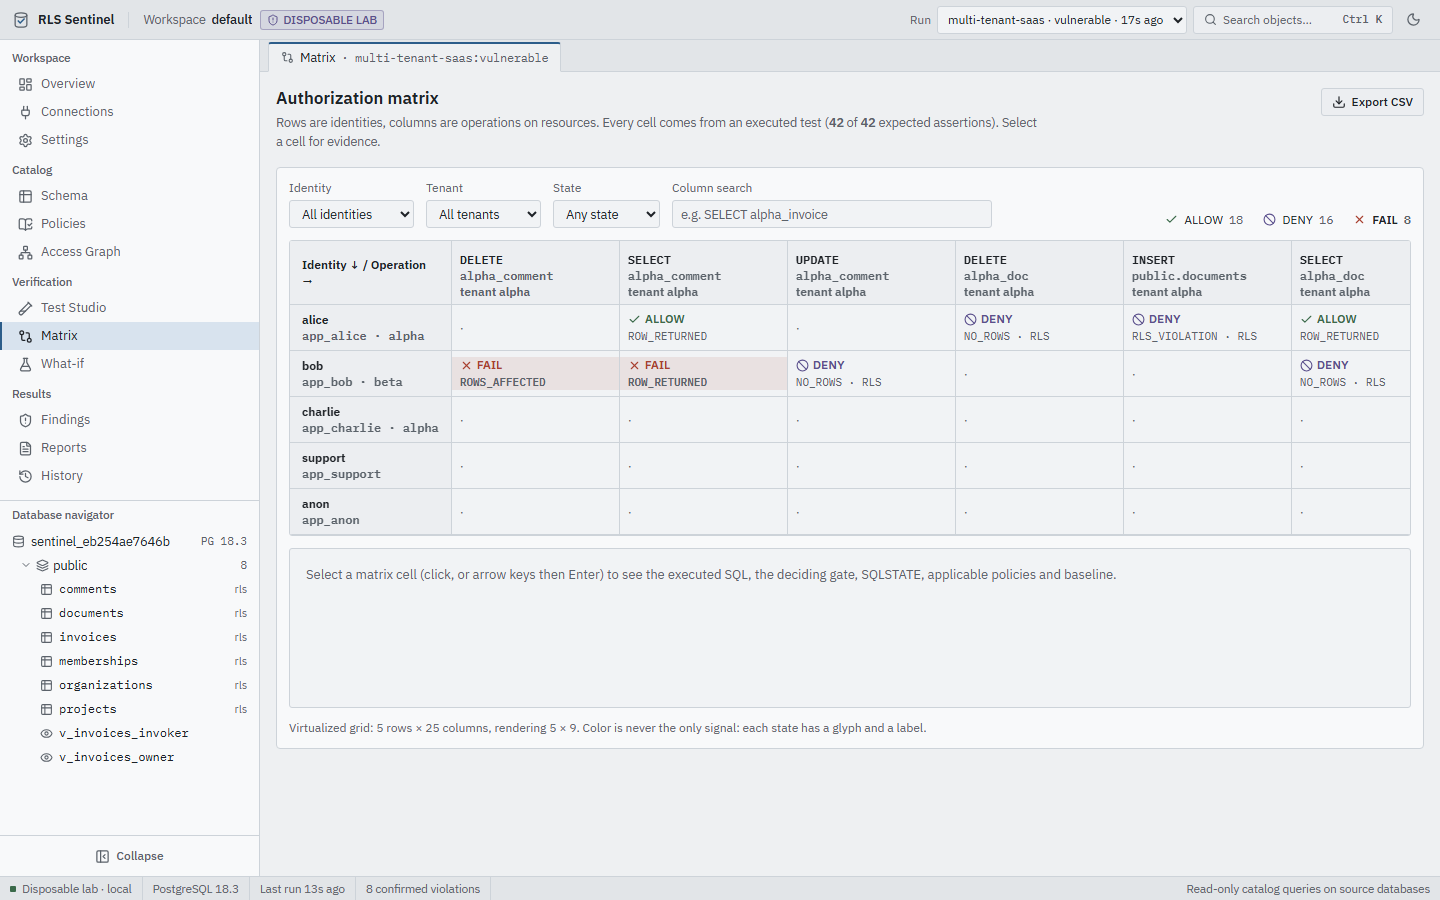 RLS Sentinel
Workspace default
DISPOSABLE LAB
Run
multi-tenant-saas · vulnerable · 17s ago
Search objects...
Ctrl K
Workspace
Overview
Connections
Settings
Catalog
Schema
Policies
Access Graph
Verification
Test Studio
Matrix
What-if
Results
Findings
Reports
History
Database navigator
sentinel_eb254ae7646b PG 18.3
public 8
comments rls
documents rls
invoices rls
memberships rls
organizations rls
projects rls
v_invoices_invoker
v_invoices_owner
Collapse
Matrix · multi-tenant-saas:vulnerable
Authorization matrix
Export CSV
Rows are identities, columns are operations on resources. Every cell comes from an executed test (42 of 42 expected assertions). Select
a cell for evidence.
Identity
Tenant
State
Column search
All identities
All tenants
Any state
e.g. SELECT alpha_invoice
ALLOW 18
DENY 16
FAIL 8
Identity ↓ / Operation
→
DELETE
alpha_comment
tenant alpha
SELECT
alpha_comment
tenant alpha
UPDATE
alpha_comment
tenant alpha
DELETE
alpha_doc
tenant alpha
INSERT
public.documents
tenant alpha
SELECT
alpha_doc
tenant alpha
alice
app_alice · alpha
·
ALLOW
ROW_RETURNED
·
DENY
NO_ROWS · RLS
DENY
RLS_VIOLATION · RLS
ALLOW
ROW_RETURNED
bob
app_bob · beta
FAIL
ROWS_AFFECTED
FAIL
ROW_RETURNED
DENY
NO_ROWS · RLS
·
·
DENY
NO_ROWS · RLS
charlie
app_charlie · alpha
· · · · · ·
support
app_support
· · · · · ·
anon
app_anon
· · · · · ·
Select a matrix cell (click, or arrow keys then Enter) to see the executed SQL, the deciding gate, SQLSTATE, applicable policies and baseline.
Virtualized grid: 5 rows × 25 columns, rendering 5 × 9. Color is never the only signal: each state has a glyph and a label.
Disposable lab · local
PostgreSQL 18.3
Last run 13s ago
8 confirmed violations
Read-only catalog queries on source databases